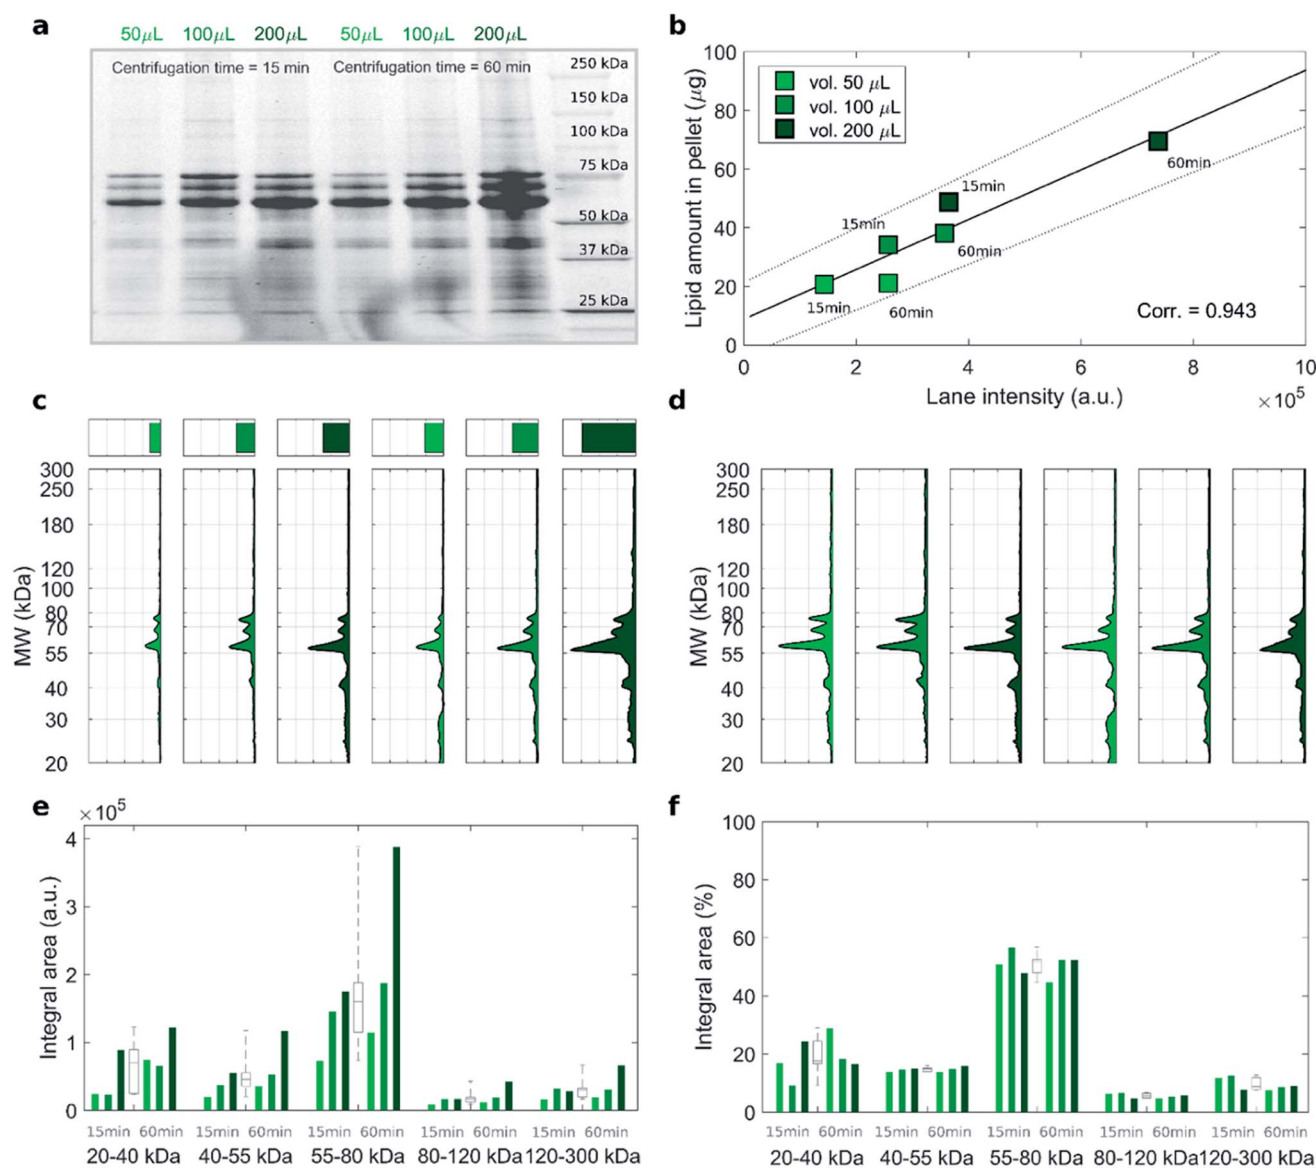 a
50μL 100μL 200μL 50μL 100μL 200μL
Centrifugation time = 15 min Centrifugation time = 60 min
250 kDa
150 kDa
100 kDa
75 kDa
50 kDa
37 kDa
25 kDa
b
100
80
60
40
20
0
Lipid amount in pellet (μg)
vol. 50 μL
vol. 100 μL
vol. 200 μL
60min
15min
15min
60min
15min
60min
Corr. = 0.943
0 2 4 6 8 10
Lane intensity (a.u.)
×10⁵
c
300
250
180
120
100
80
70
55
40
30
20
MW (kDa)
d
300
250
180
120
100
80
70
55
40
30
20
MW (kDa)
e
×10⁵
4
3
2
1
0
Integral area (a.u.)
15min 60min 15min 60min 15min 60min 15min 60min 15min 60min
20-40 kDa 40-55 kDa 55-80 kDa 80-120 kDa 120-300 kDa
f
100
80
60
40
20
0
Integral area (%)
15min 60min 15min 60min 15min 60min 15min 60min 15min 60min
20-40 kDa 40-55 kDa 55-80 kDa 80-120 kDa 120-300 kDa